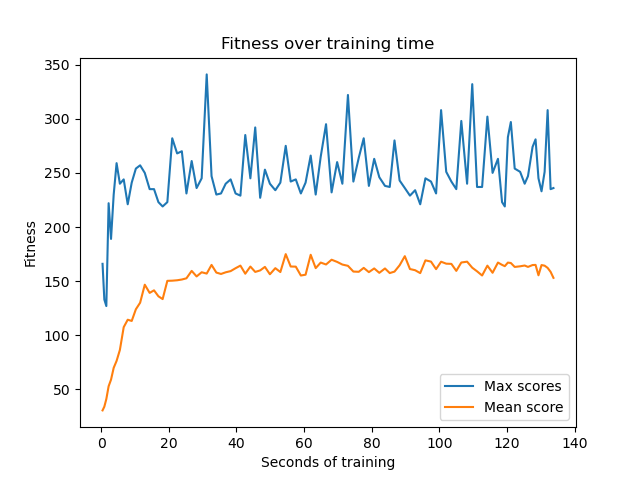 Fitness over training time
Fitness
350
300
250
200
150
100
50
0 20 40 60 80 100 120 140
Seconds of training
Max scores
Mean score